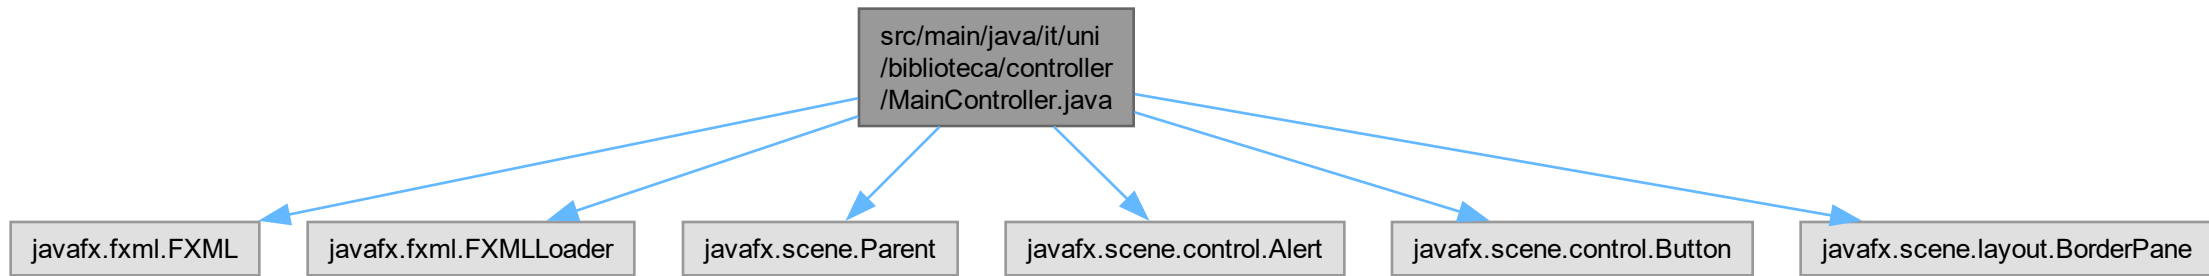 src/main/java/it/uni
/biblioteca/controller
/MainController.java
javafx.fxml.FXML
javafx.fxml.FXMLLoader
javafx.scene.Parent
javafx.scene.control.Alert
javafx.scene.control.Button
javafx.scene.layout.BorderPane